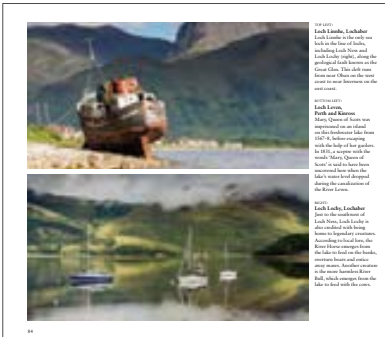 TOP LEFT:
Loch Linnhe, Lochaber
Loch Linnhe is the only sea
loch in the line of lochs,
including Loch Ness and
Loch Lochy (right), along the
geological fault known as the
Great Glen. This cleft runs
from near Oban on the west
coast to near Inverness on the
east coast.
BOTTOM LEFT:
Loch Leven,
Perth and Kinross
Mary, Queen of Scots was
imprisoned on an island
on this freshwater lake from
1567–8, before escaping
with the help of her gaolers.
In 1831, a sceptre with the
words 'Mary, Queen of
Scots' is said to have been
uncovered here when the
lake's water level dropped
during the canalization of
the River Leven.
RIGHT:
Loch Lochy, Lochaber
Just to the southwest of
Loch Ness, Loch Lochy is
also credited with being
home to legendary creatures.
According to local lore, the
River Horse emerges from
the lake to feed on the banks,
overturn boats and entice
away mares. Another creature
is the more harmless River
Bull, which emerges from the
lake to feed with the cows.
84